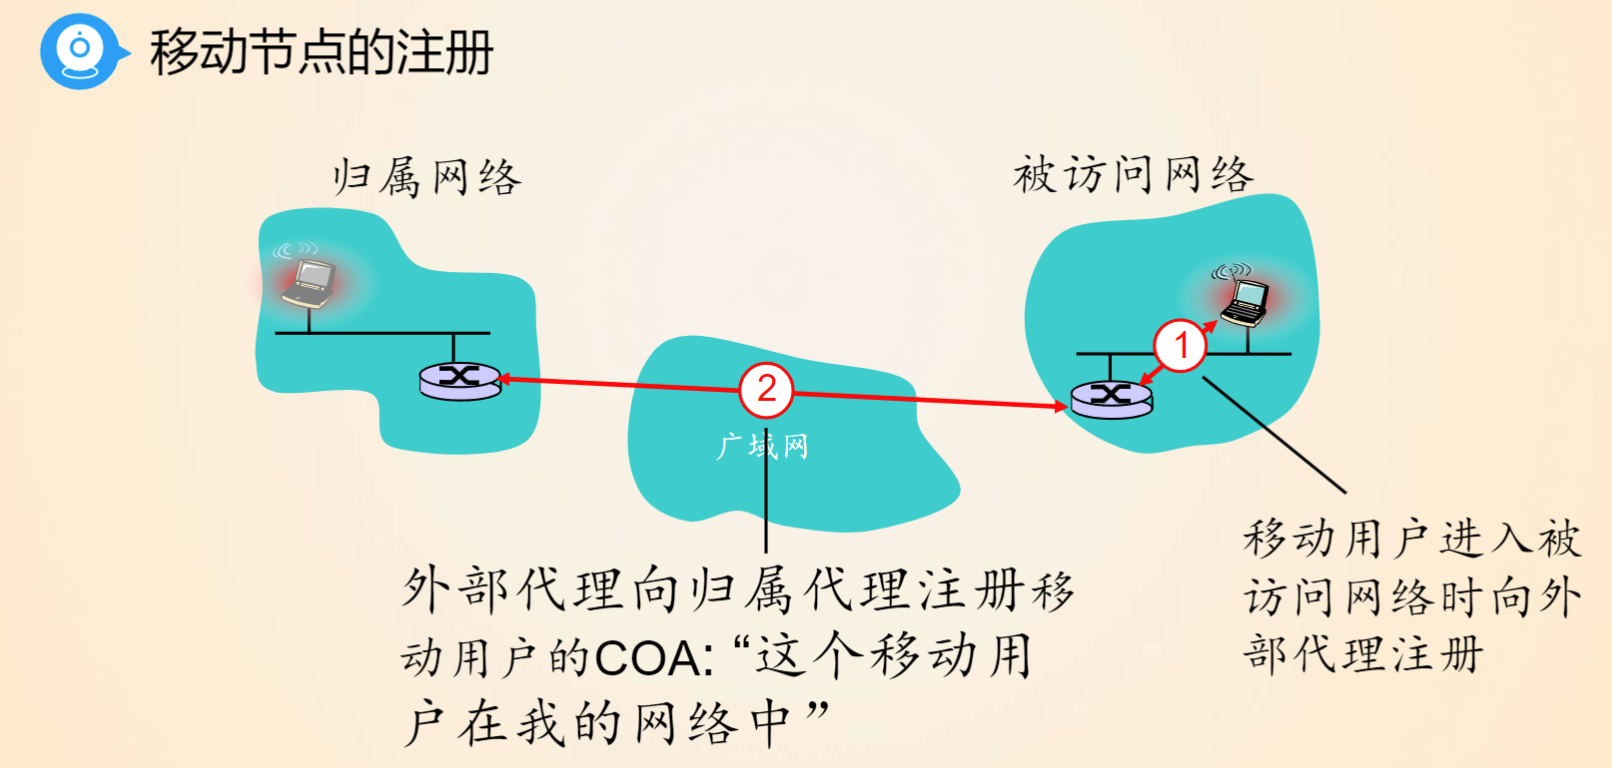 移动节点的注册
归属网络
被访问网络
1
2
广域网
外部代理向归属代理注册移
动用户的COA: “这个移动用
户在我的网络中”
移动用户进入被
访问网络时向外
部代理注册